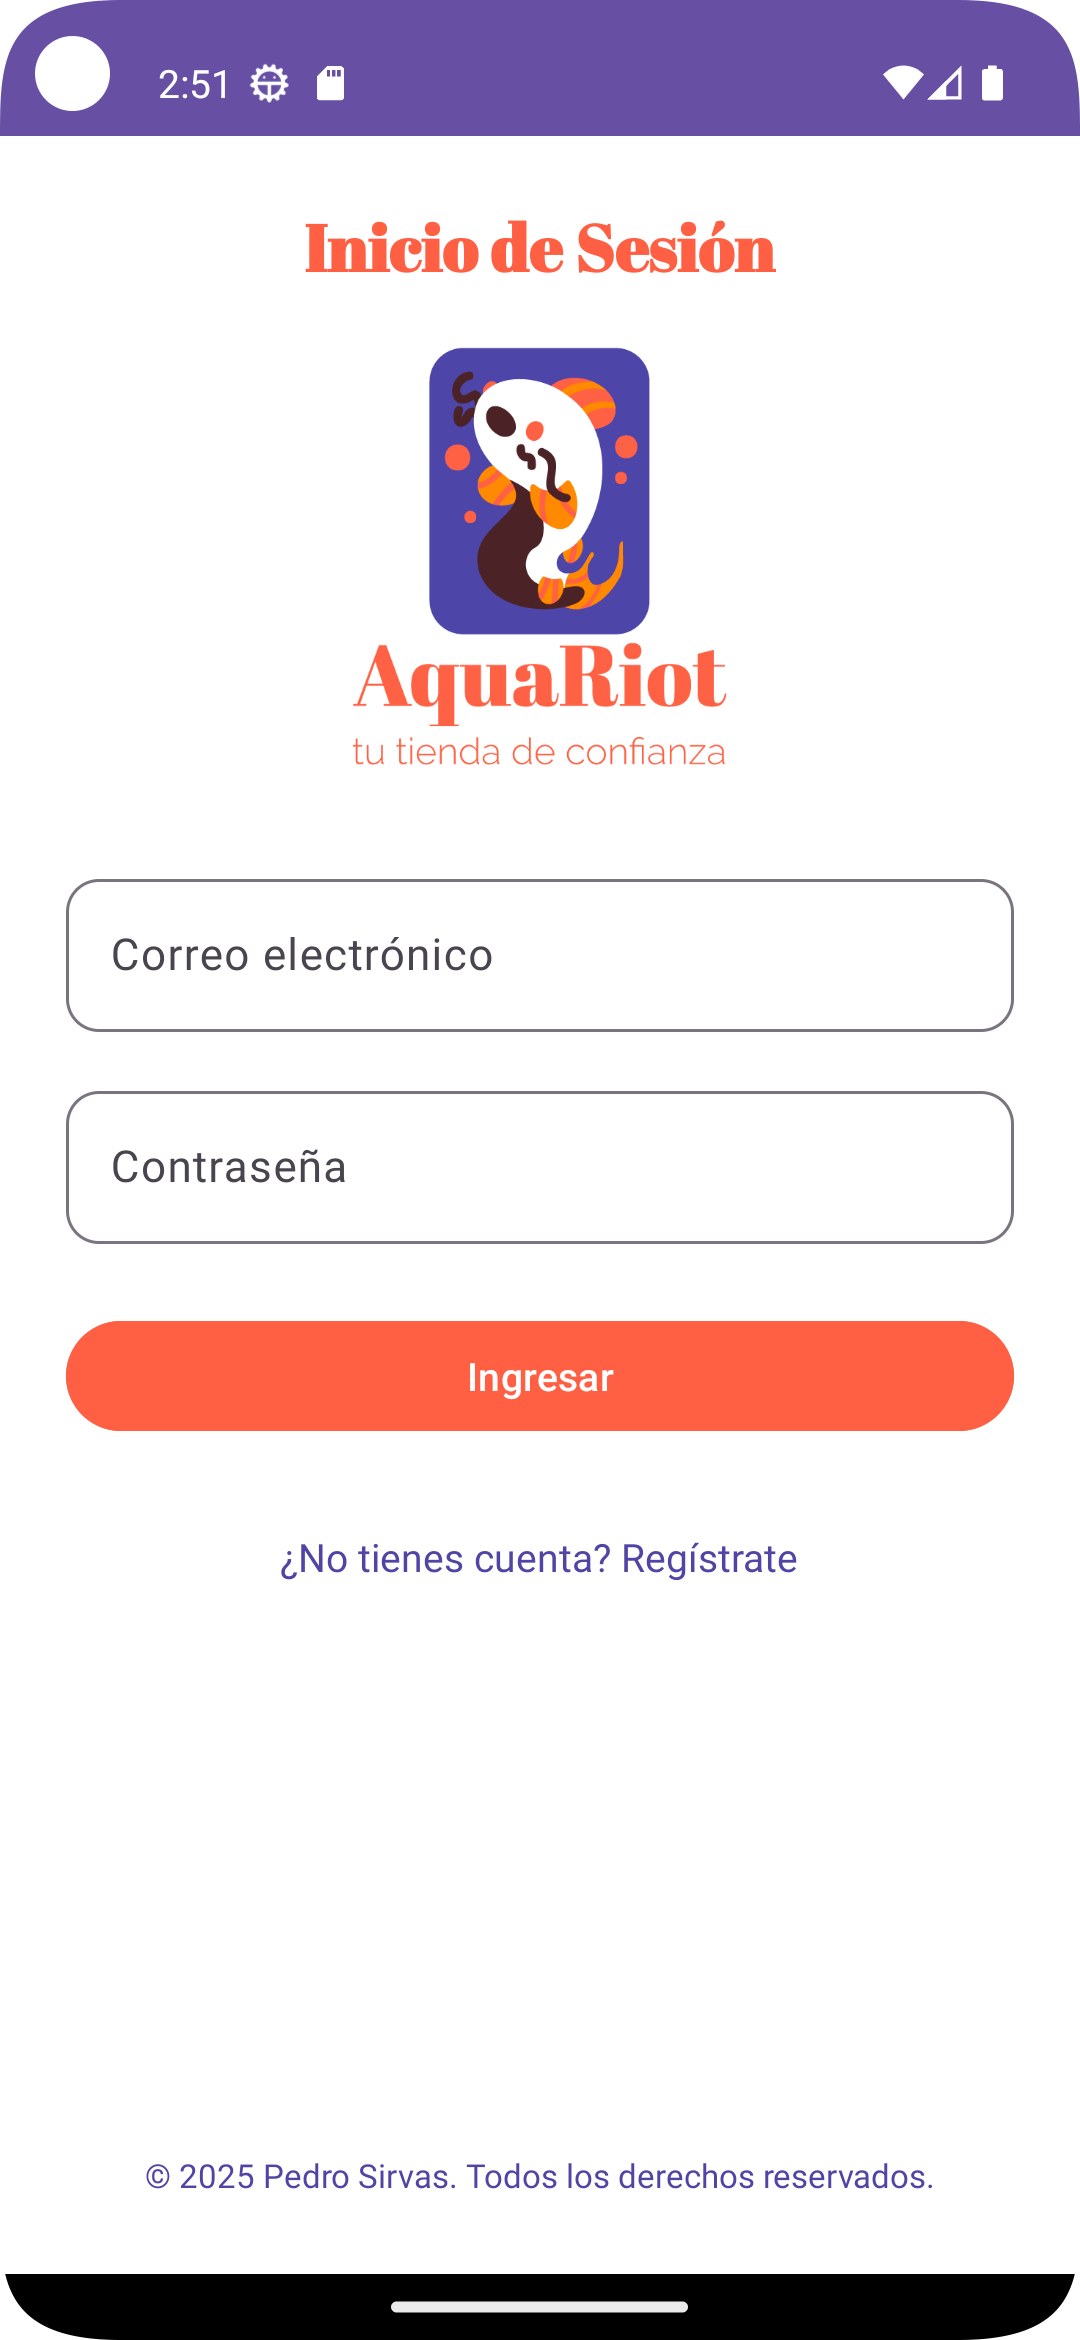 2:51
Inicio de Sesión
AquaRiot
tu tienda de confianza
Correo electrónico
Contraseña
Ingresar
¿No tienes cuenta? Regístrate
© 2025 Pedro Sirvas. Todos los derechos reservados.